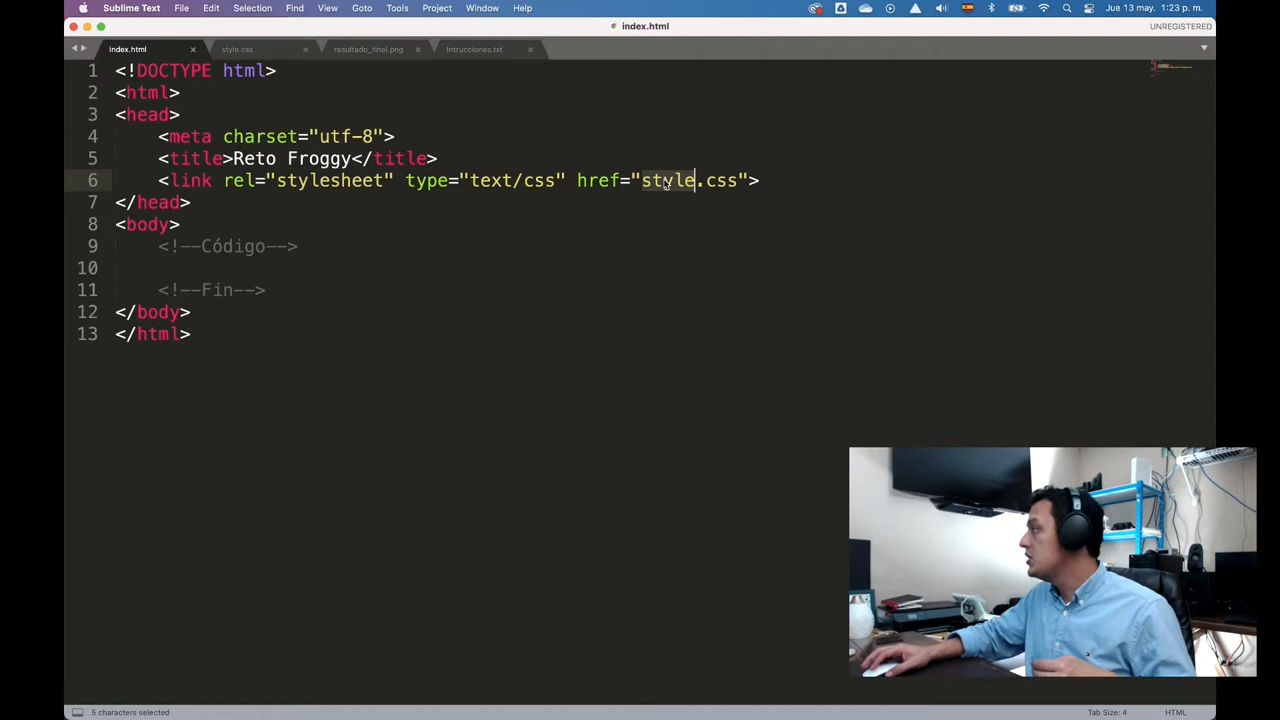 Sublime Text File Edit Selection Find View Goto Tools Project Window Help Jue 13 may. 1:23 p. m.
index.html UNREGISTERED
index.html style.css resultado_final.png Intrucciones.txt
1 <!DOCTYPE html>
2 <html>
3 <head>
4 <meta charset="utf-8">
5 <title>Reto Froggy</title>
6 <link rel="stylesheet" type="text/css" href="style.css">
7 </head>
8 <body>
9 <!--Código-->
10
11 <!--Fin-->
12 </body>
13 </html>
5 characters selected Tab Size: 4 HTML